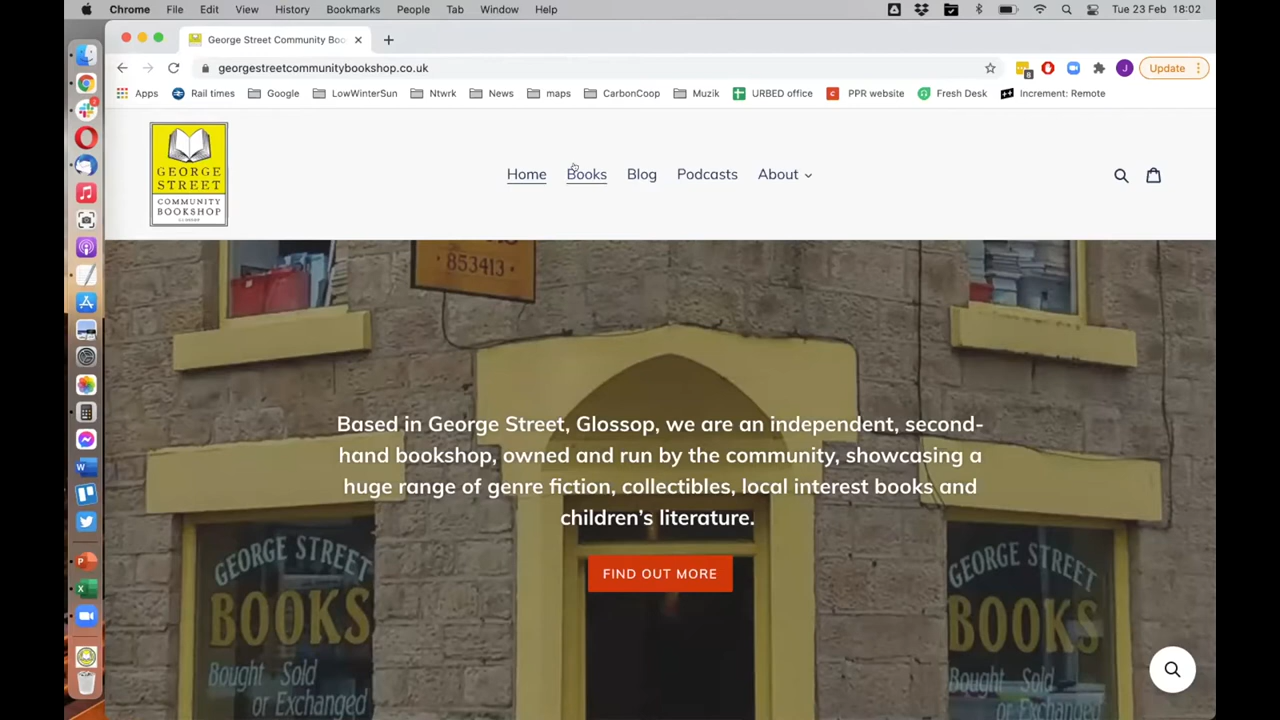 Chrome File Edit View History Bookmarks People Tab Window Help Tue 23 Feb 18:02
George Street Community Boo
georgestreetcommunitybookshop.co.uk
Update
8
J
Apps Rail times Google LowWinterSun Ntwrk News maps CarbonCoop Muzik URBED office PPR website Fresh Desk Increment: Remote
GEORGE
STREET
COMMUNITY
BOOKSHOP
Home Books Blog Podcasts About
853413
Based in George Street, Glossop, we are an independent, second-
hand bookshop, owned and run by the community, showcasing a
huge range of genre fiction, collectibles, local interest books and
children's literature.
FIND OUT MORE
GEORGE STREET
BOOKS
Bought Sold
or Exchanged
GEORGE STREET
BOOKS
Bought Sold
or Exchanged